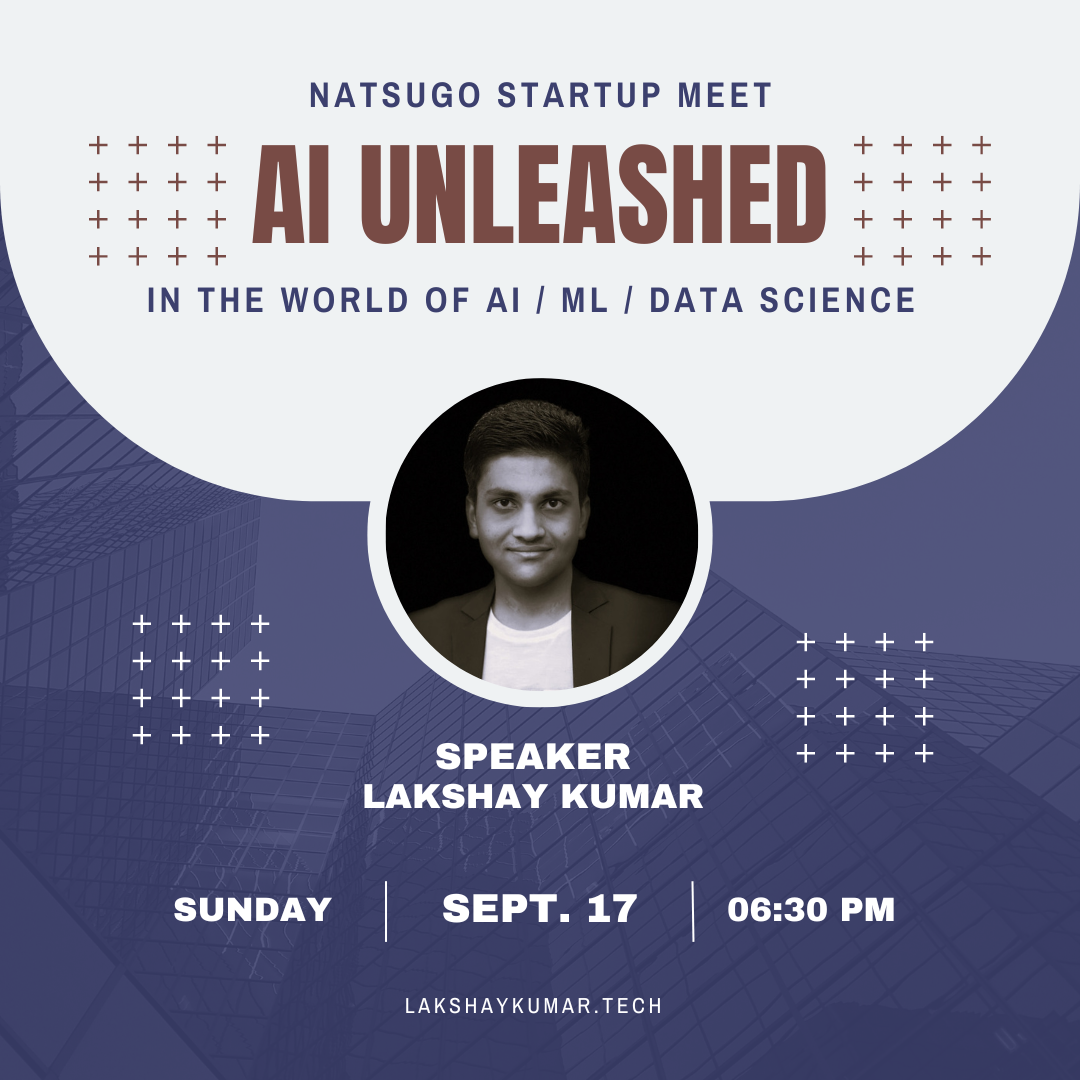 NATSUGO STARTUP MEET
AI UNLEASHED
IN THE WORLD OF AI / ML / DATA SCIENCE
SPEAKER
LAKSHAY KUMAR
SUNDAY
SEPT. 17
06:30 PM
LAKSHAYKUMAR.TECH